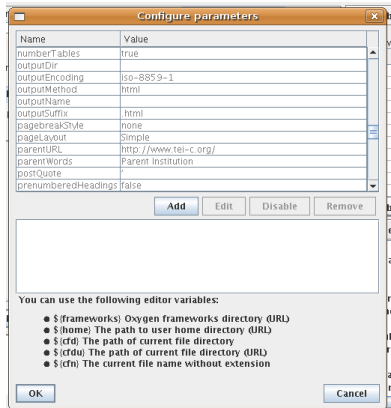 Configure parameters
Name Value
numberTables true
outputDir
outputEncoding iso-8859-1
outputMethod html
outputName
outputSuffix .html
pagebreakStyle none
pageLayout Simple
parentURL http://www.tei-c.org/
parentWords Parent Institution
postQuote '
prenumberedHeadings false
Add Edit Disable Remove
You can use the following editor variables:
● ${frameworks} Oxygen frameworks directory (URL)
● ${home} The path to user home directory (URL)
● ${cfd} The path of current file directory
● ${cfdu} The path of current file directory (URL)
● ${cfn} The current file name without extension
OK Cancel